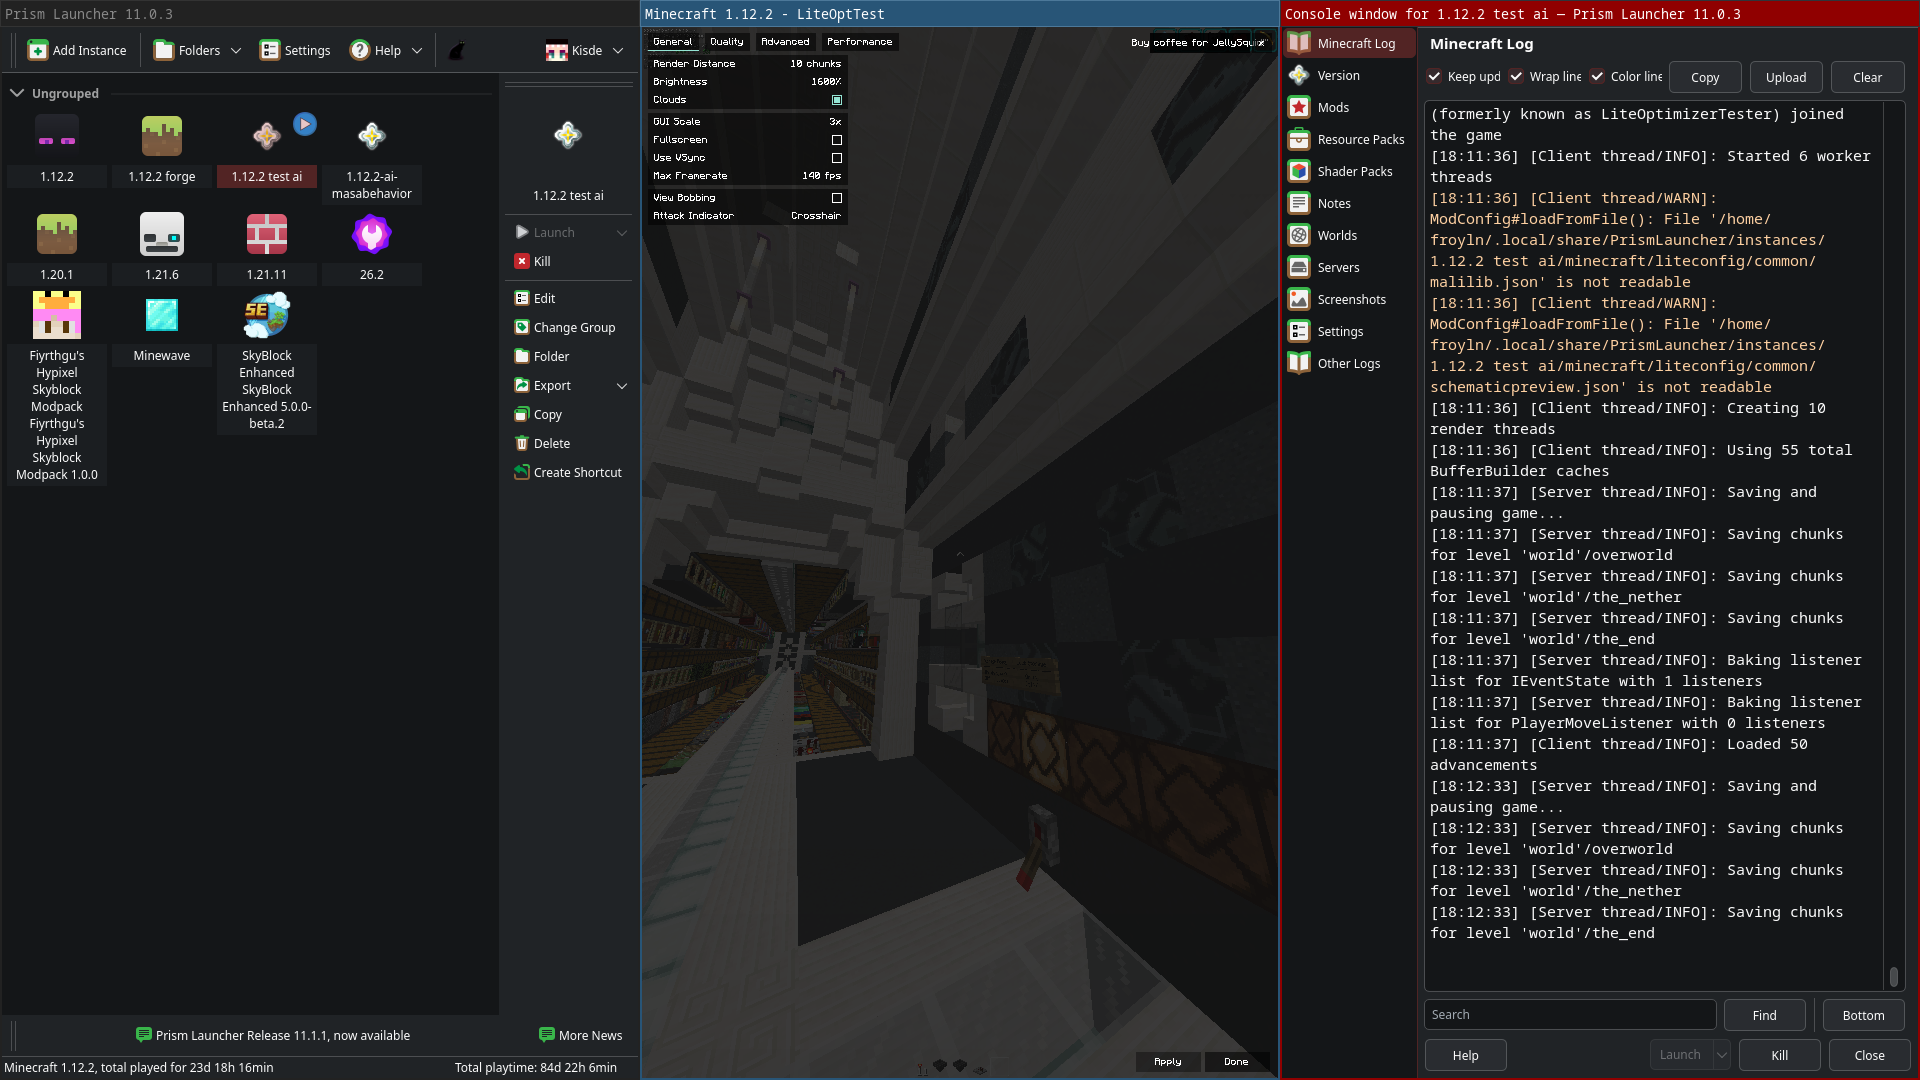 Prism Launcher 11.0.3
Add Instance
Folders
Settings
Help
Kisde
Ungrouped
1.12.2
1.12.2 forge
1.12.2 test ai
1.12.2-ai-
masabehavior
1.20.1
1.21.6
1.21.11
26.2
Fiyrthgu's
Hypixel
Skyblock
Modpack
Fiyrthgu's
Hypixel
Skyblock
Modpack 1.0.0
Minewave
SkyBlock
Enhanced
SkyBlock
Enhanced 5.0.0-
beta.2
1.12.2 test ai
Launch
Kill
Edit
Change Group
Folder
Export
Copy
Delete
Create Shortcut
Prism Launcher Release 11.1.1, now available
More News
Minecraft 1.12.2, total played for 23d 18h 16min
Total playtime: 84d 22h 6min
Minecraft 1.12.2 - LiteOptTest
General
Quality
Advanced
Performance
Buy coffee for JellySquid
Render Distance
10 chunks
Brightness
1600%
Clouds
GUI Scale
3x
Fullscreen
Use VSync
Max Framerate
140 fps
View Bobbing
Attack Indicator
Crosshair
Apply
Done
Console window for 1.12.2 test ai — Prism Launcher 11.0.3
Minecraft Log
Version
Mods
Resource Packs
Shader Packs
Notes
Worlds
Servers
Screenshots
Settings
Other Logs
Minecraft Log
Keep upd
Wrap line
Color line
Copy
Upload
Clear
(formerly known as LiteOptimizerTester) joined
the game
[18:11:36] [Client thread/INFO]: Started 6 worker
threads
[18:11:36] [Client thread/WARN]:
ModConfig#loadFromFile(): File '/home/
froyln/.local/share/PrismLauncher/instances/
1.12.2 test ai/minecraft/liteconfig/common/
malilib.json' is not readable
[18:11:36] [Client thread/WARN]:
ModConfig#loadFromFile(): File '/home/
froyln/.local/share/PrismLauncher/instances/
1.12.2 test ai/minecraft/liteconfig/common/
schematicpreview.json' is not readable
[18:11:36] [Client thread/INFO]: Creating 10
render threads
[18:11:36] [Client thread/INFO]: Using 55 total
BufferBuilder caches
[18:11:37] [Server thread/INFO]: Saving and
pausing game...
[18:11:37] [Server thread/INFO]: Saving chunks
for level 'world'/overworld
[18:11:37] [Server thread/INFO]: Saving chunks
for level 'world'/the_nether
[18:11:37] [Server thread/INFO]: Saving chunks
for level 'world'/the_end
[18:11:37] [Server thread/INFO]: Baking listener
list for IEventState with 1 listeners
[18:11:37] [Server thread/INFO]: Baking listener
list for PlayerMoveListener with 0 listeners
[18:11:37] [Client thread/INFO]: Loaded 50
advancements
[18:12:33] [Server thread/INFO]: Saving and
pausing game...
[18:12:33] [Server thread/INFO]: Saving chunks
for level 'world'/overworld
[18:12:33] [Server thread/INFO]: Saving chunks
for level 'world'/the_nether
[18:12:33] [Server thread/INFO]: Saving chunks
for level 'world'/the_end
Search
Find
Bottom
Help
Launch
Kill
Close